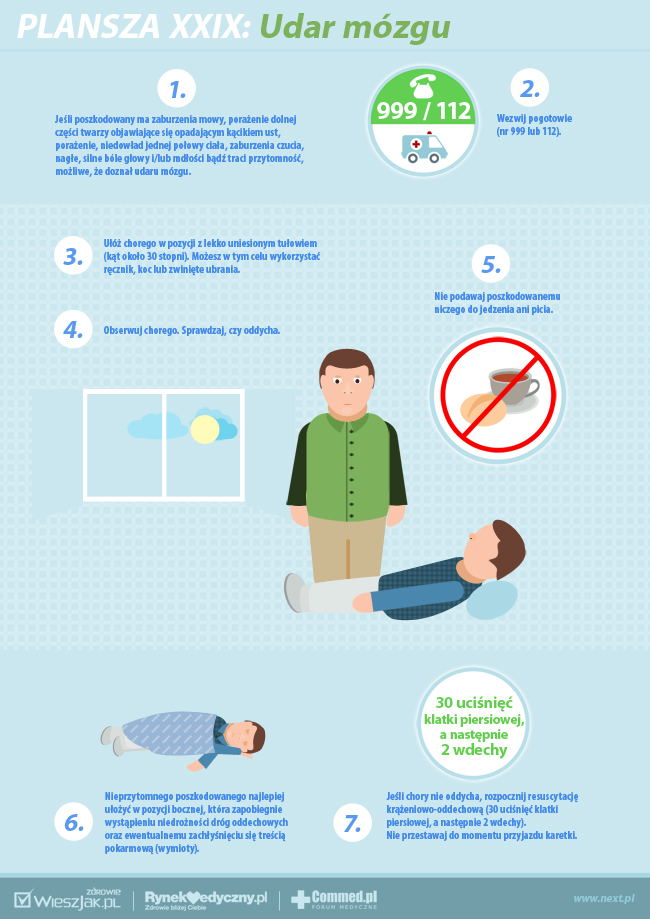 PLANSZA XXIX: Udar mózgu
1.
Jeśli poszkodowany ma zaburzenia mowy, porażenie dolnej
części twarzy objawiające się opadającym kącikiem ust,
porażenie, niedowład jednej połowy ciała, zaburzenia czucia,
nagłe, silne bóle głowy i/lub mdłości bądź traci przytomność,
możliwe, że doznał udaru mózgu.
999 / 112
2.
Wezwij pogotowie
(nr 999 lub 112).
3.
Ułóż chorego w pozycji z lekko uniesionym tułowiem
(kąt około 30 stopni). Możesz w tym celu wykorzystać
ręcznik, koc lub zwinięte ubrania.
4.
Obserwuj chorego. Sprawdzaj, czy oddycha.
5.
Nie podawaj poszkodowanemu
niczego do jedzenia ani picia.
6.
Nieprzytomnego poszkodowanego najlepiej
ułożyć w pozycji bocznej, która zapobiegnie
wystąpieniu niedrożności dróg oddechowych
oraz ewentualnemu zachłyśnięciu się treścią
pokarmową (wymioty).
30 uciśnięć
klatki piersiowej,
a następnie
2 wdechy
7.
Jeśli chory nie oddycha, rozpocznij resuscytację
krążeniowo-oddechową (30 uciśnięć klatki
piersiowej, a następnie 2 wdechy).
Nie przestawaj do momentu przyjazdu karetki.
ZDROWIE
WIESZJAK.PL
RynekMedyczny.pl
Zdrowie bliżej Ciebie
Commed.pl
FORUM MEDYCZNE
www.next.pl